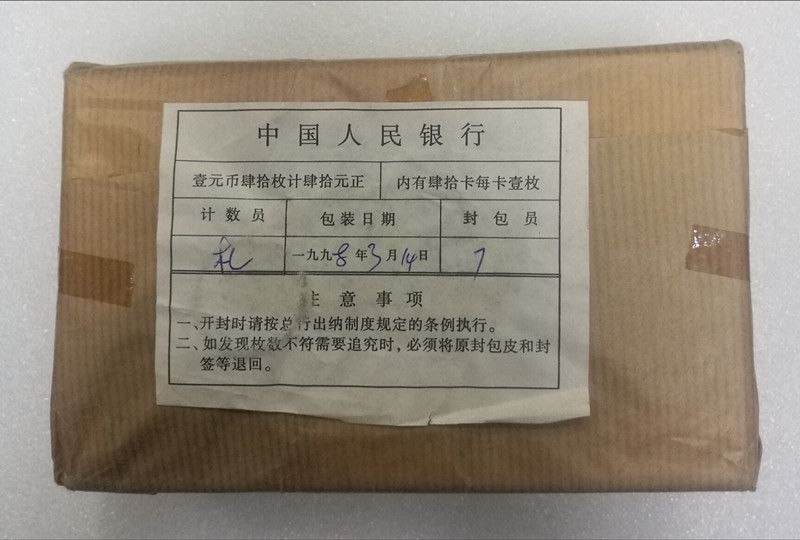 中国人民银行
壹元币肆拾枚计肆拾元正 内有肆拾卡每卡壹枚
计数员 包装日期 封包员
一九九8年3月14日 7
注意事项
一、开封时请按总行出纳制度规定的条例执行。
二、如发现枚数不符需要追究时，必须将原封包皮和封
签等退回。